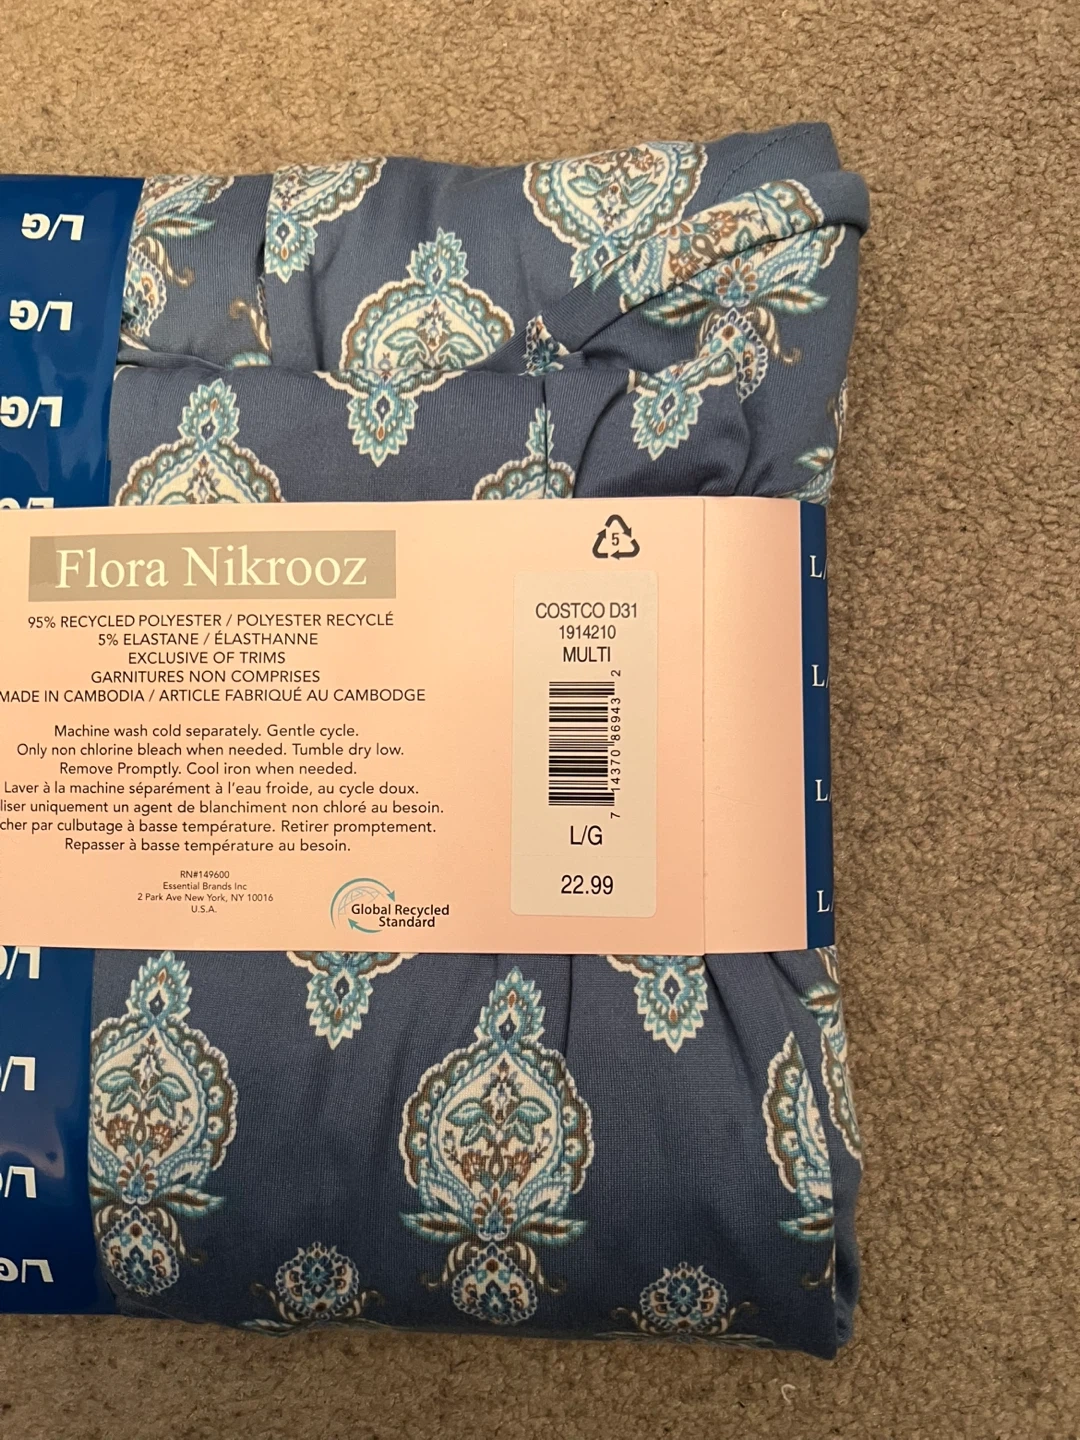 L/G
L/G
L/G
Flora Nikrooz
95% RECYCLED POLYESTER / POLYESTER RECYCLÉ
5% ELASTANE / ÉLASTHANNE
EXCLUSIVE OF TRIMS
GARNITURES NON COMPRISES
MADE IN CAMBODIA / ARTICLE FABRIQUÉ AU CAMBODGE
Machine wash cold separately. Gentle cycle.
Only non chlorine bleach when needed. Tumble dry low.
Remove Promptly. Cool iron when needed.
Laver à la machine séparément à l'eau froide, au cycle doux.
uniquement un agent de blanchiment non chloré au besoin.
par culbutage à basse température. Retirer promptement.
Repasser à basse température au besoin.
RN#149600
Essential Brands Inc
2 Park Ave New York, NY 10016
U.S.A.
Global Recycled
Standard
5
COSTCO D31
1914210
MULTI
7 14370 86943 2
L/G
22.99
L/
L/
L/
L/
L/G